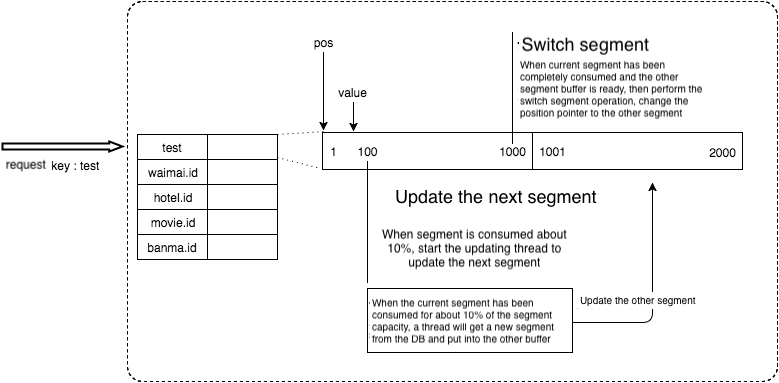 pos
Switch segment
When current segment has been
completely consumed and the other
segment buffer is ready, then perform the
switch segment operation, change the
position pointer to the other segment
value
request key : test
test
waimai.id
hotel.id
movie.id
banma.id
1 100 1000 1001 2000
Update the next segment
When segment is consumed about
10%, start the updating thread to
update the next segment
When the current segment has been
consumed for about 10% of the segment
capacity, a thread will get a new segment
from the DB and put into the other buffer
Update the other segment